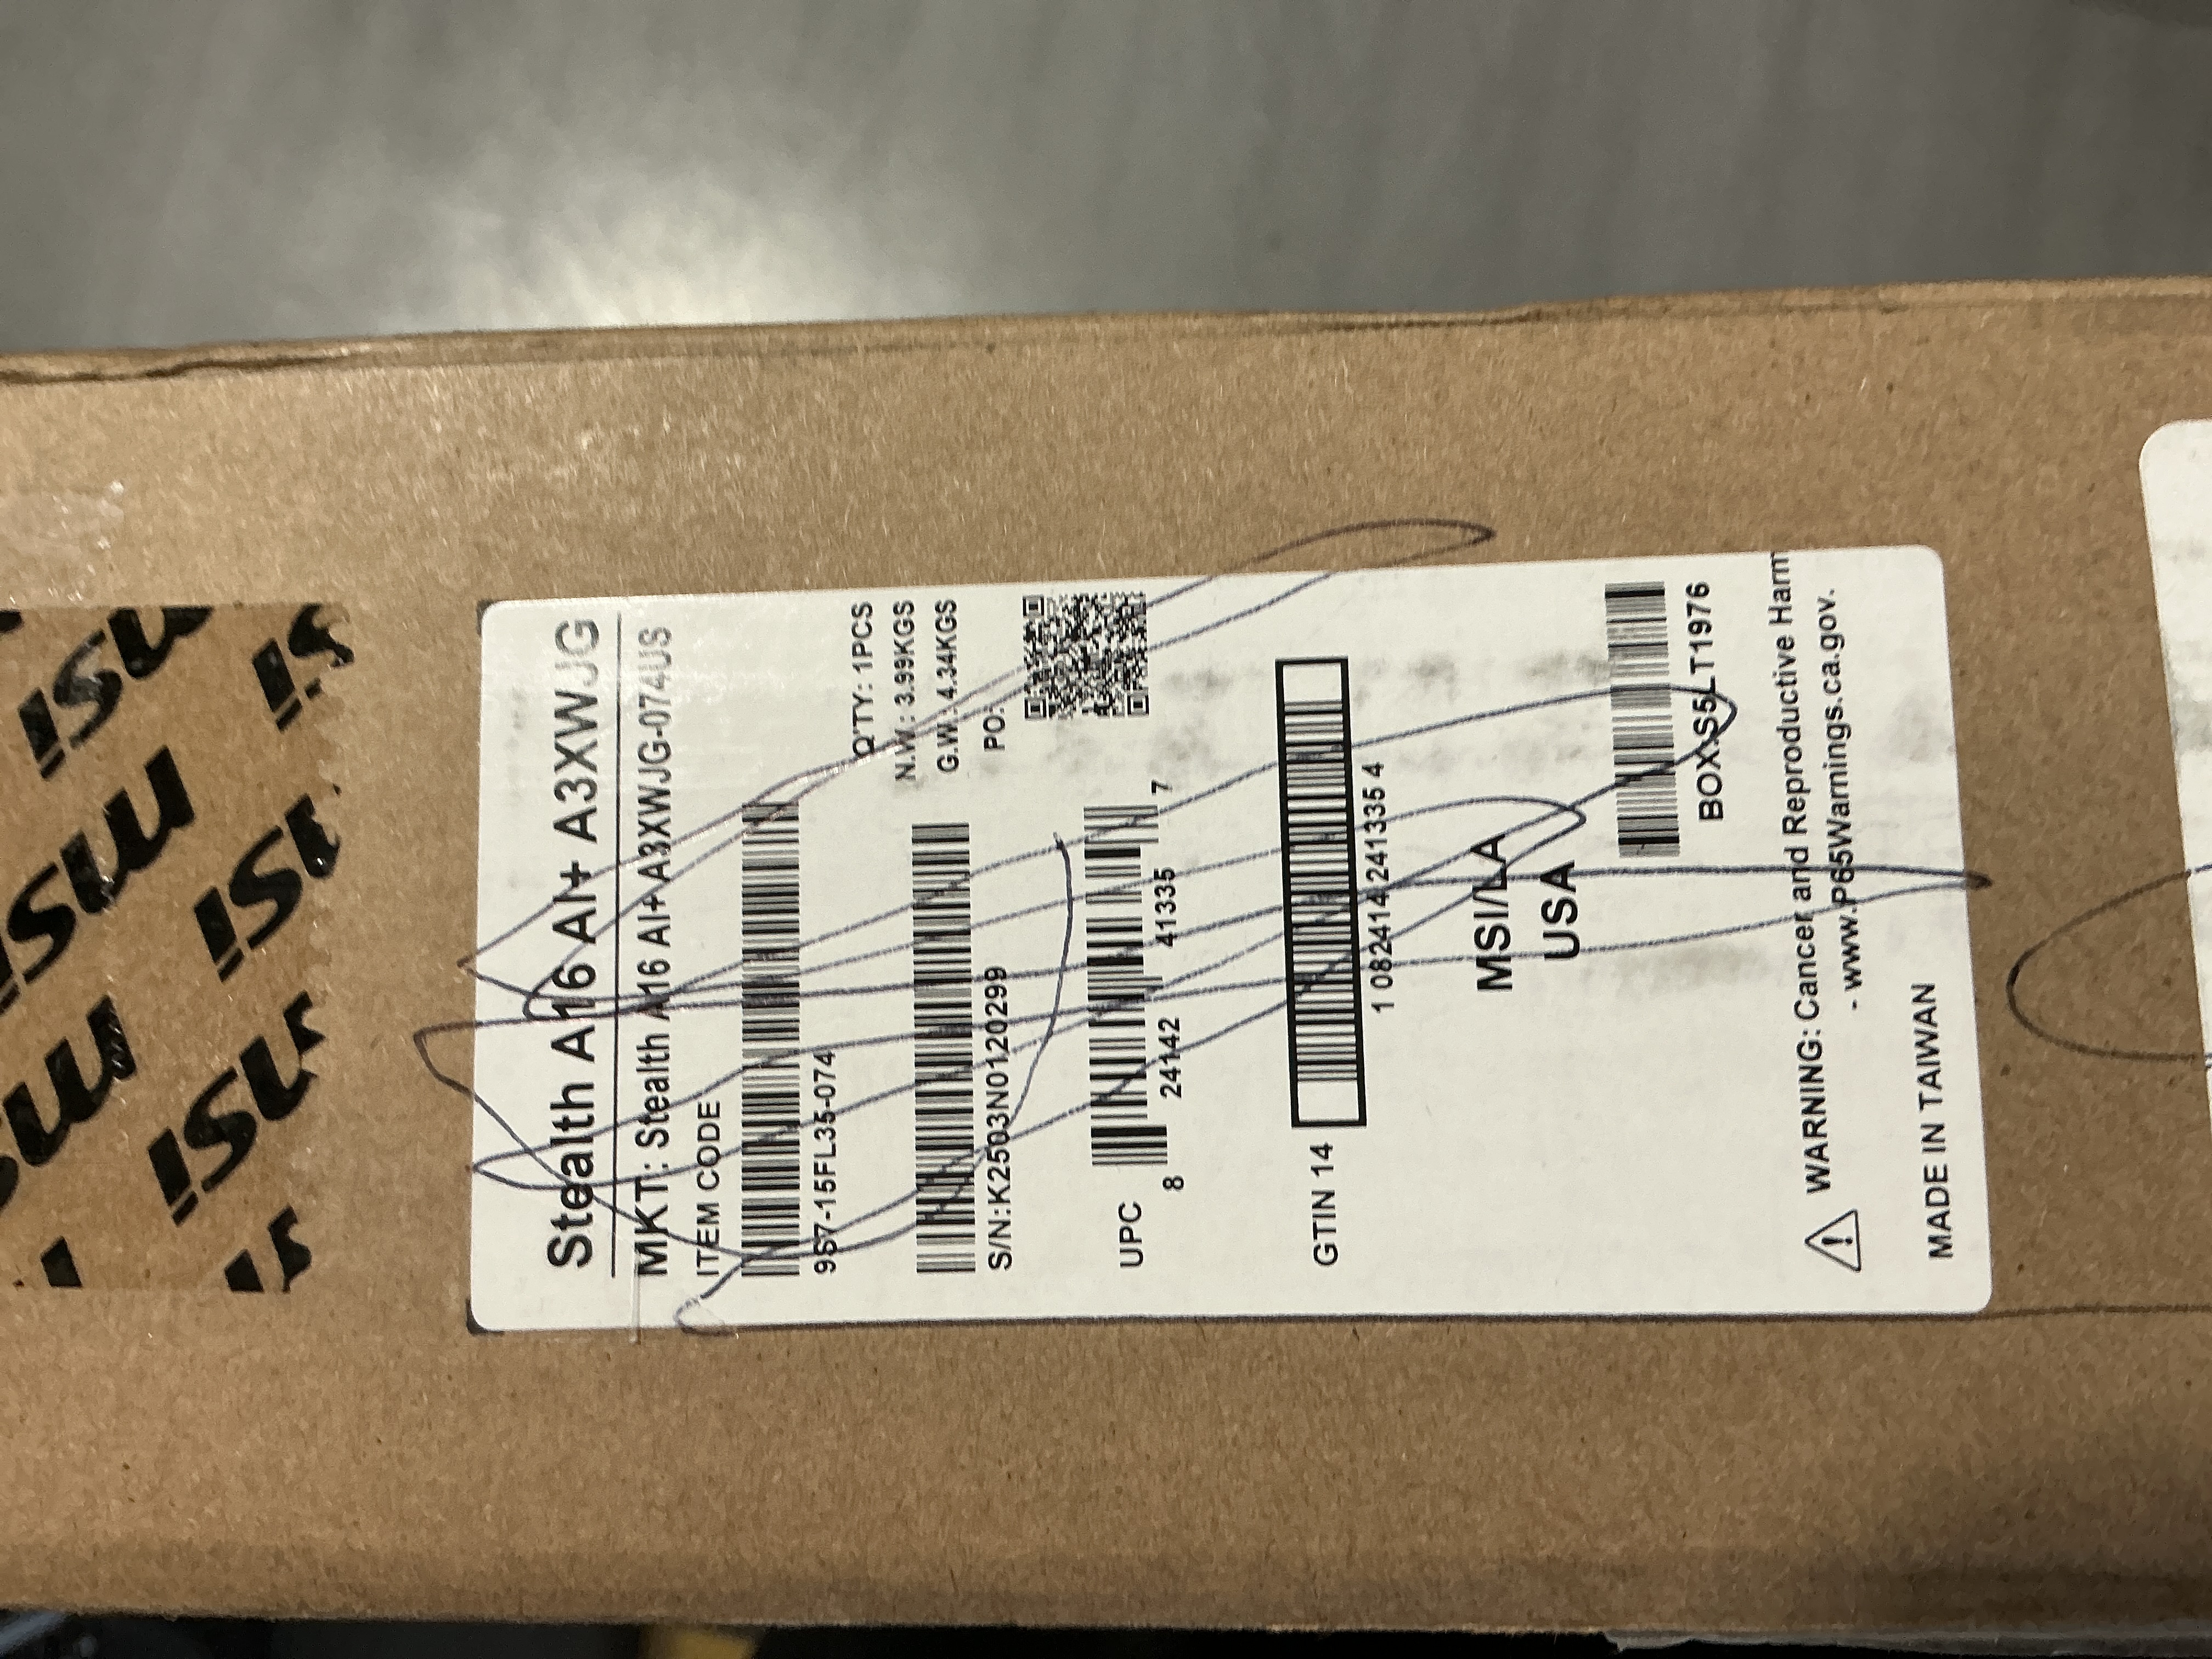 msi
Stealth A16 AI+ A3XWJG
MKT: Stealth A16 AI+ A3XWJG-074US
ITEM CODE
9S7-15FL35-074
Q'TY: 1PCS
N.W.: 3.99KGS
G.W.: 4.34KGS
S/N:K2503N0120299
PO:
UPC
8 24142 41335 7
GTIN 14
1 0824142413354
MSI/LA
USA
BOX:S5LT1976
WARNING: Cancer and Reproductive Harm
- www.P65Warnings.ca.gov.
MADE IN TAIWAN